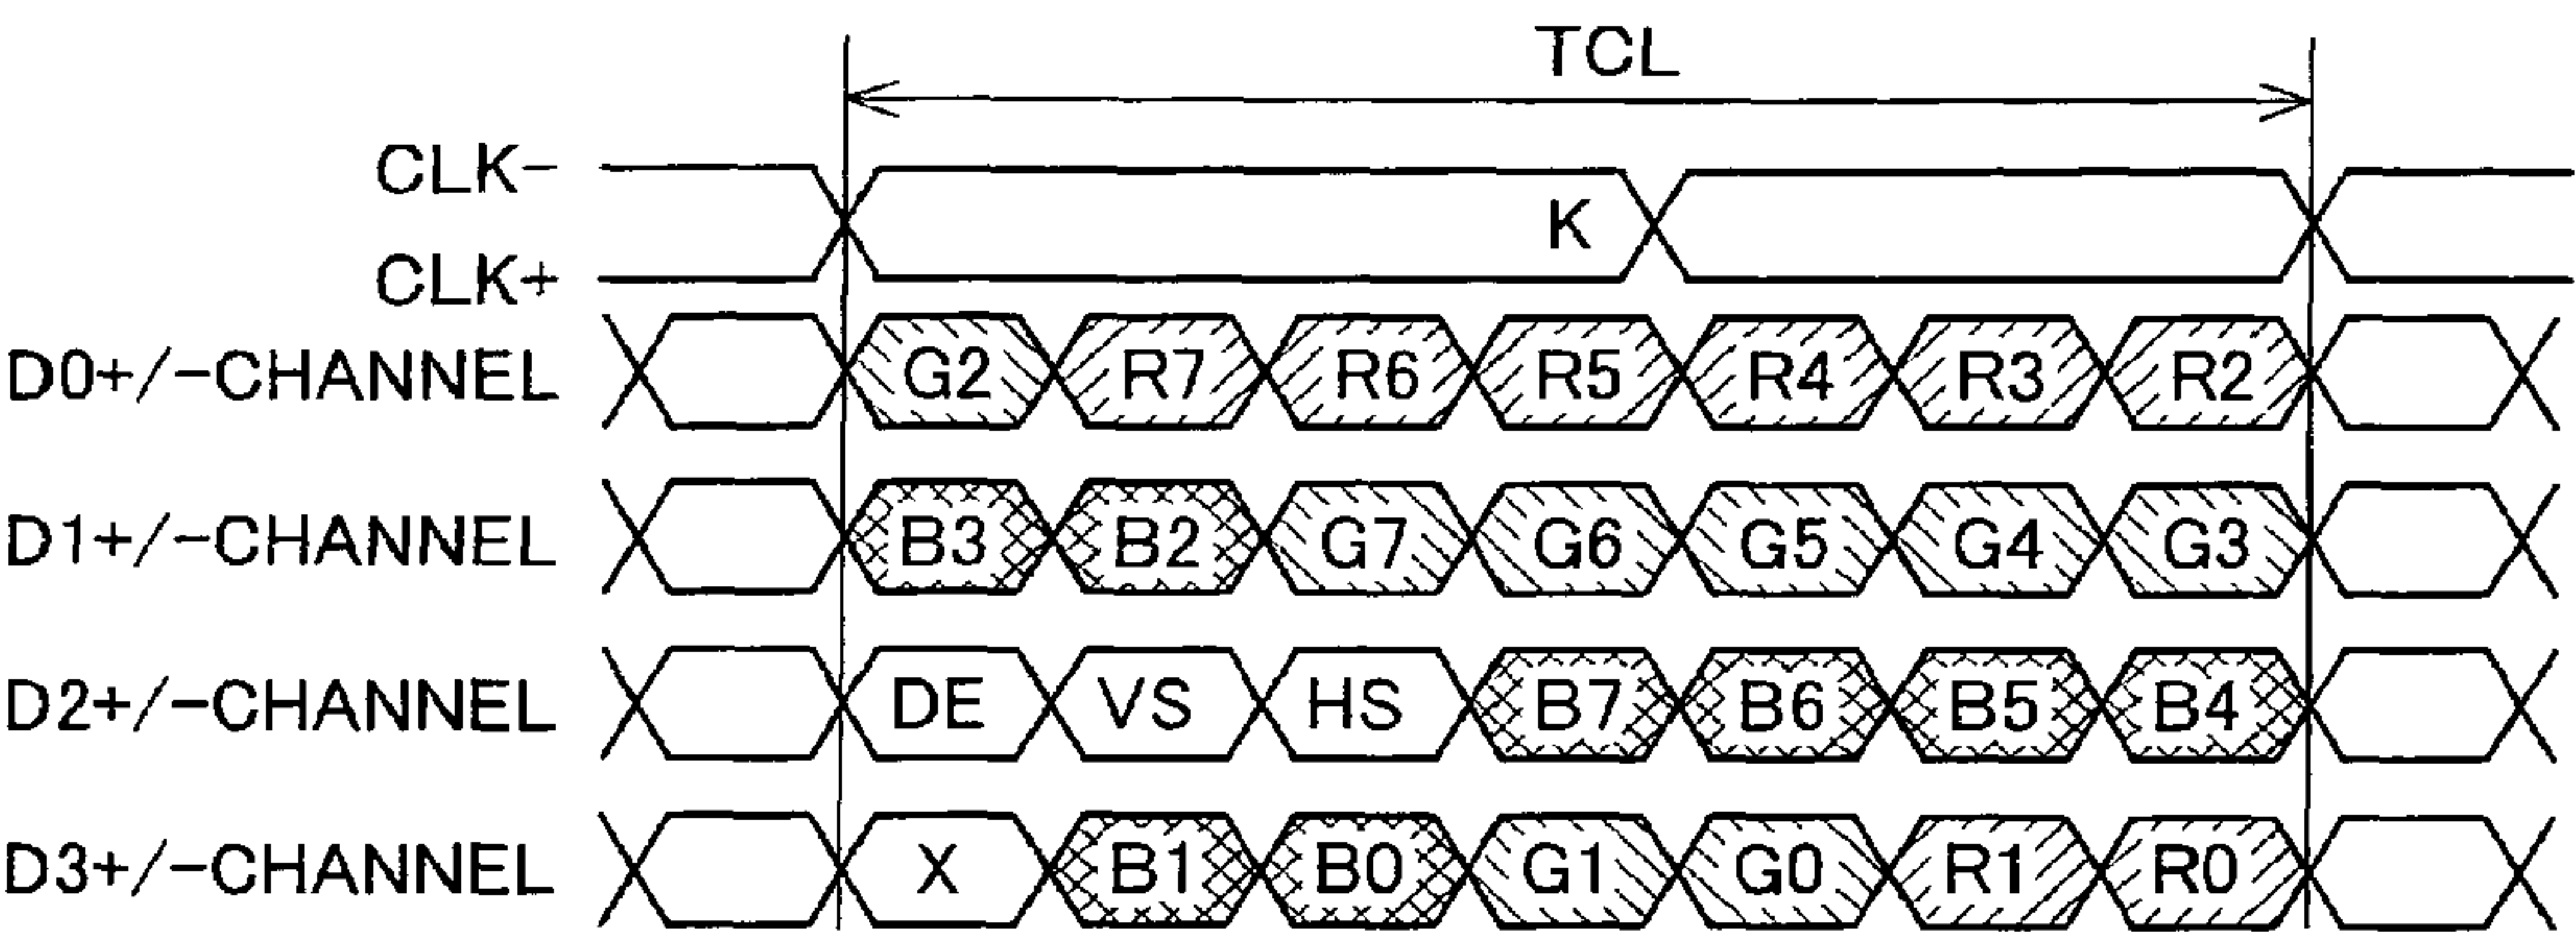 TCL
CLK-
K
CLK+
D0+/-CHANNEL G2 R7 R6 R5 R4 R3 R2
D1+/-CHANNEL B3 B2 G7 G6 G5 G4 G3
D2+/-CHANNEL DE VS HS B7 B6 B5 B4
D3+/-CHANNEL X B1 B0 G1 G0 R1 R0